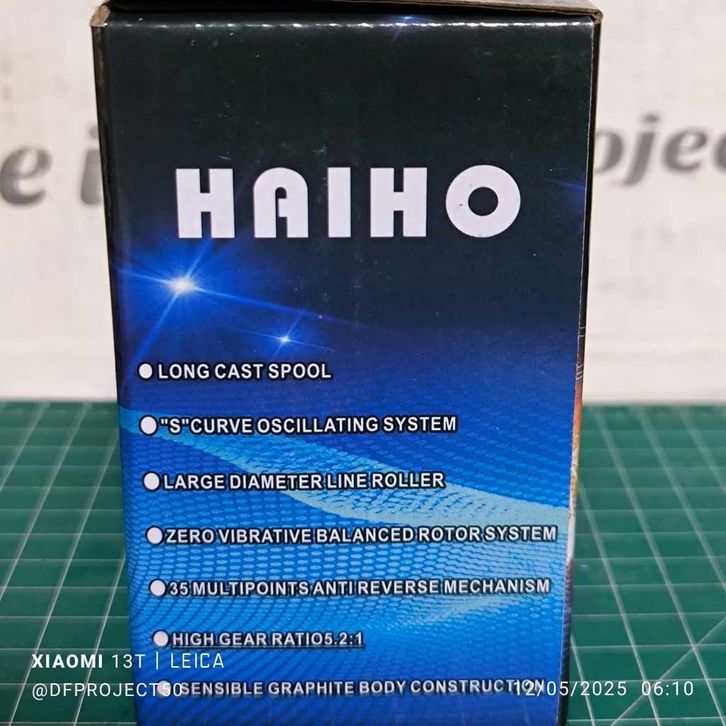 HAIHO
LONG CAST SPOOL
"S"CURVE OSCILLATING SYSTEM
LARGE DIAMETER LINE ROLLER
ZERO VIBRATIVE BALANCED ROTOR SYSTEM
35 MULTIPOINTS ANTI REVERSE MECHANISM
HIGH GEAR RATIO5.2:1
SENSIBLE GRAPHITE BODY CONSTRUCTION
XIAOMI 13T | LEICA
@DFPROJECT50
12/05/2025 06:10